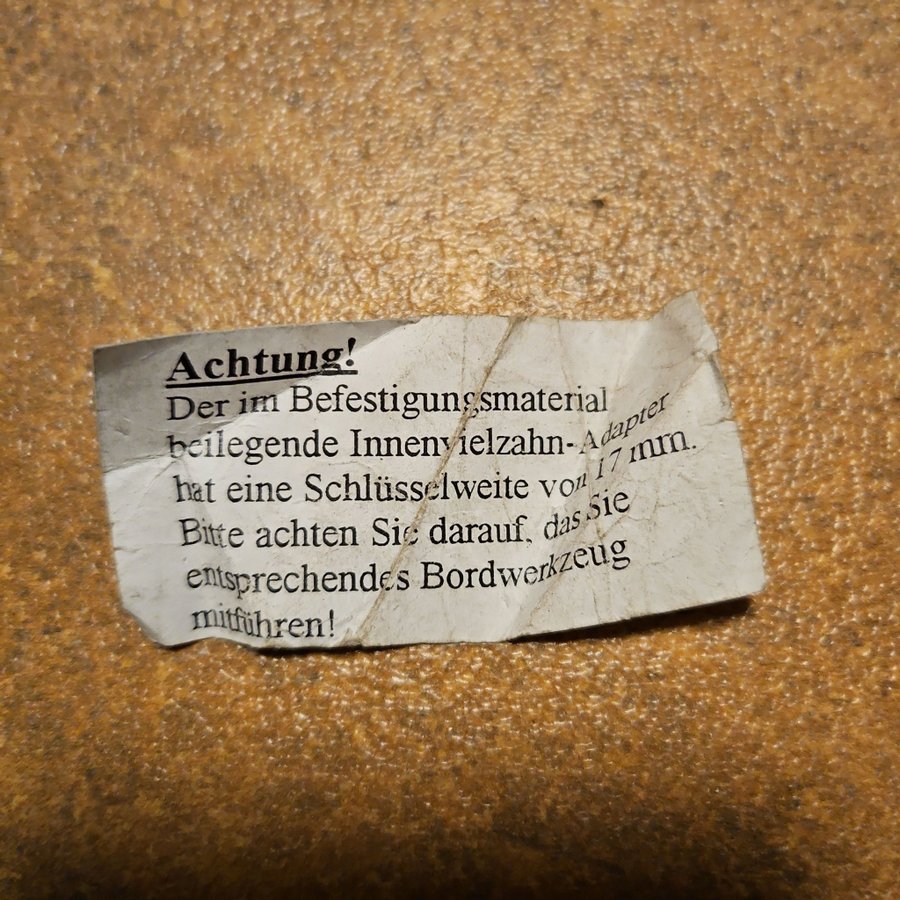 Achtung!
Der im Befestigungsmaterial
beilegende Innenvielzahn-Adapter
hat eine Schlüsselweite von 17 mm.
Bitte achten Sie darauf, das Sie
entsprechendes Bordwerkzeug
mitführen!